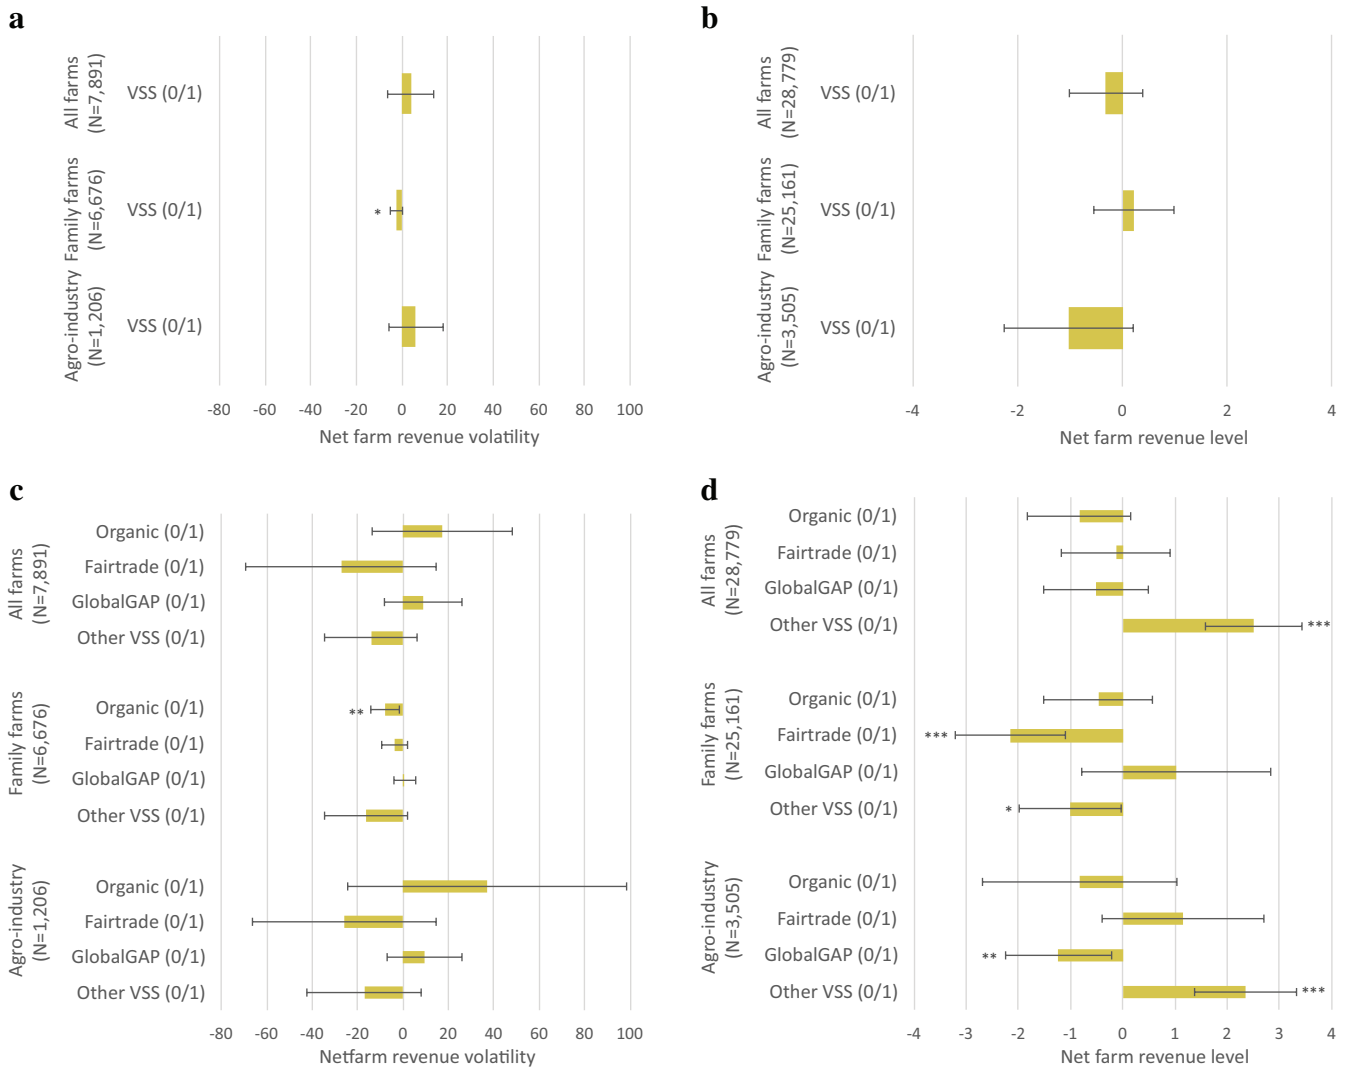 a
All farms
(N=7,891)
VSS (0/1)
Family farms
(N=6,676)
VSS (0/1)
*
Agro-industry
(N=1,206)
VSS (0/1)
-80 -60 -40 -20 0 20 40 60 80 100
Net farm revenue volatility
b
All farms
(N=28,779)
VSS (0/1)
Family farms
(N=25,161)
VSS (0/1)
Agro-industry
(N=3,505)
VSS (0/1)
-4 -2 0 2 4
Net farm revenue level
c
All farms
(N=7,891)
Organic (0/1)
Fairtrade (0/1)
GlobalGAP (0/1)
Other VSS (0/1)
Family farms
(N=6,676)
Organic (0/1)
**
Fairtrade (0/1)
GlobalGAP (0/1)
Other VSS (0/1)
Agro-industry
(N=1,206)
Organic (0/1)
Fairtrade (0/1)
GlobalGAP (0/1)
Other VSS (0/1)
-80 -60 -40 -20 0 20 40 60 80 100
Netfarm revenue volatility
d
All farms
(N=28,779)
Organic (0/1)
Fairtrade (0/1)
GlobalGAP (0/1)
Other VSS (0/1)
***
Family farms
(N=25,161)
Organic (0/1)
Fairtrade (0/1)
***
GlobalGAP (0/1)
Other VSS (0/1)
*
Agro-industry
(N=3,505)
Organic (0/1)
Fairtrade (0/1)
GlobalGAP (0/1)
**
Other VSS (0/1)
***
-4 -3 -2 -1 0 1 2 3 4
Net farm revenue level